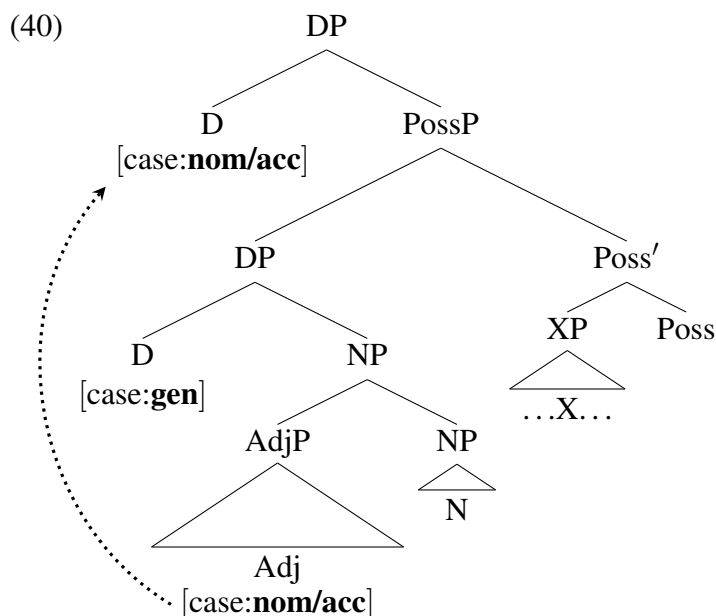 (40) DP
D PossP
[case:nom/acc]
DP Poss′
D NP XP Poss
[case:gen] …X…
AdjP NP
N
Adj
[case:nom/acc]